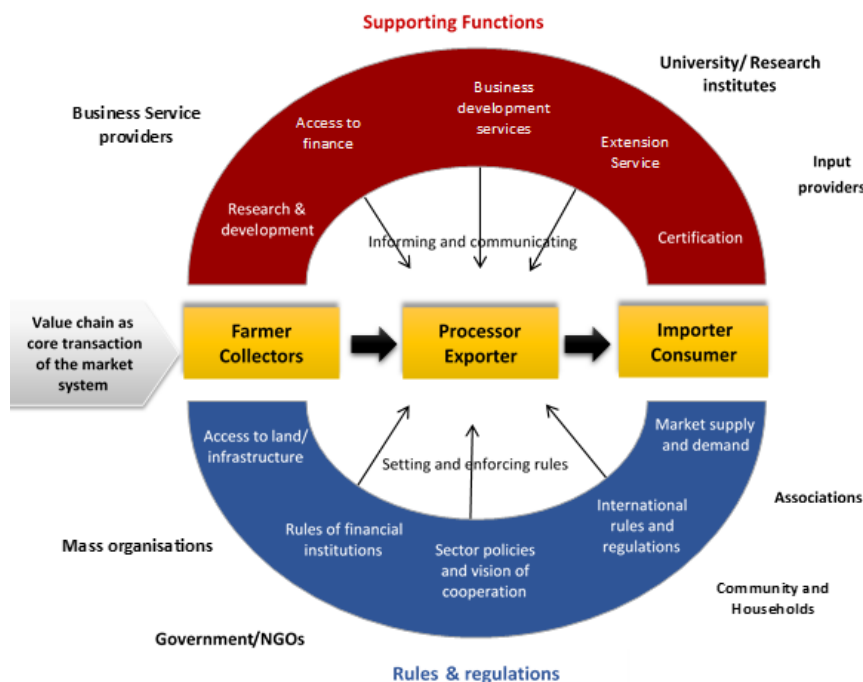 Supporting Functions
University/ Research
institutes
Business Service
providers
Business
development
services
Access to
finance
Extension
Service
Input
providers
Research &
development
Certification
Informing and communicating
Value chain as
core transaction
of the market
system
Farmer
Collectors
Processor
Exporter
Importer
Consumer
Access to land/
infrastructure
Market supply
and demand
Setting and enforcing rules
Rules of financial
institutions
Sector policies
and vision of
cooperation
International
rules and
regulations
Associations
Mass organisations
Community and
Households
Government/NGOs
Rules & regulations